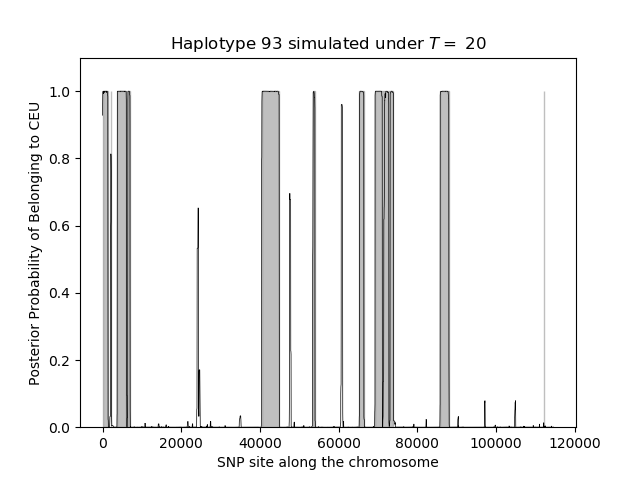 Haplotype 93 simulated under T = 20
Posterior Probability of Belonging to CEU
1.0
0.8
0.6
0.4
0.2
0.0
0 20000 40000 60000 80000 100000 120000
SNP site along the chromosome